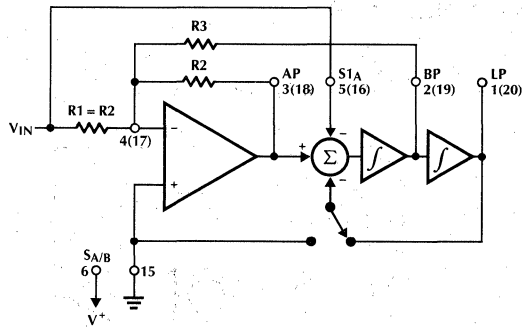 R3
R2
AP
3(18)
S1A
5(16)
BP
2(19)
LP
1(20)
R1 = R2
VIN
4(17)
−
+
+
Σ
−
−
∫
∫
SA/B
6
15
V+